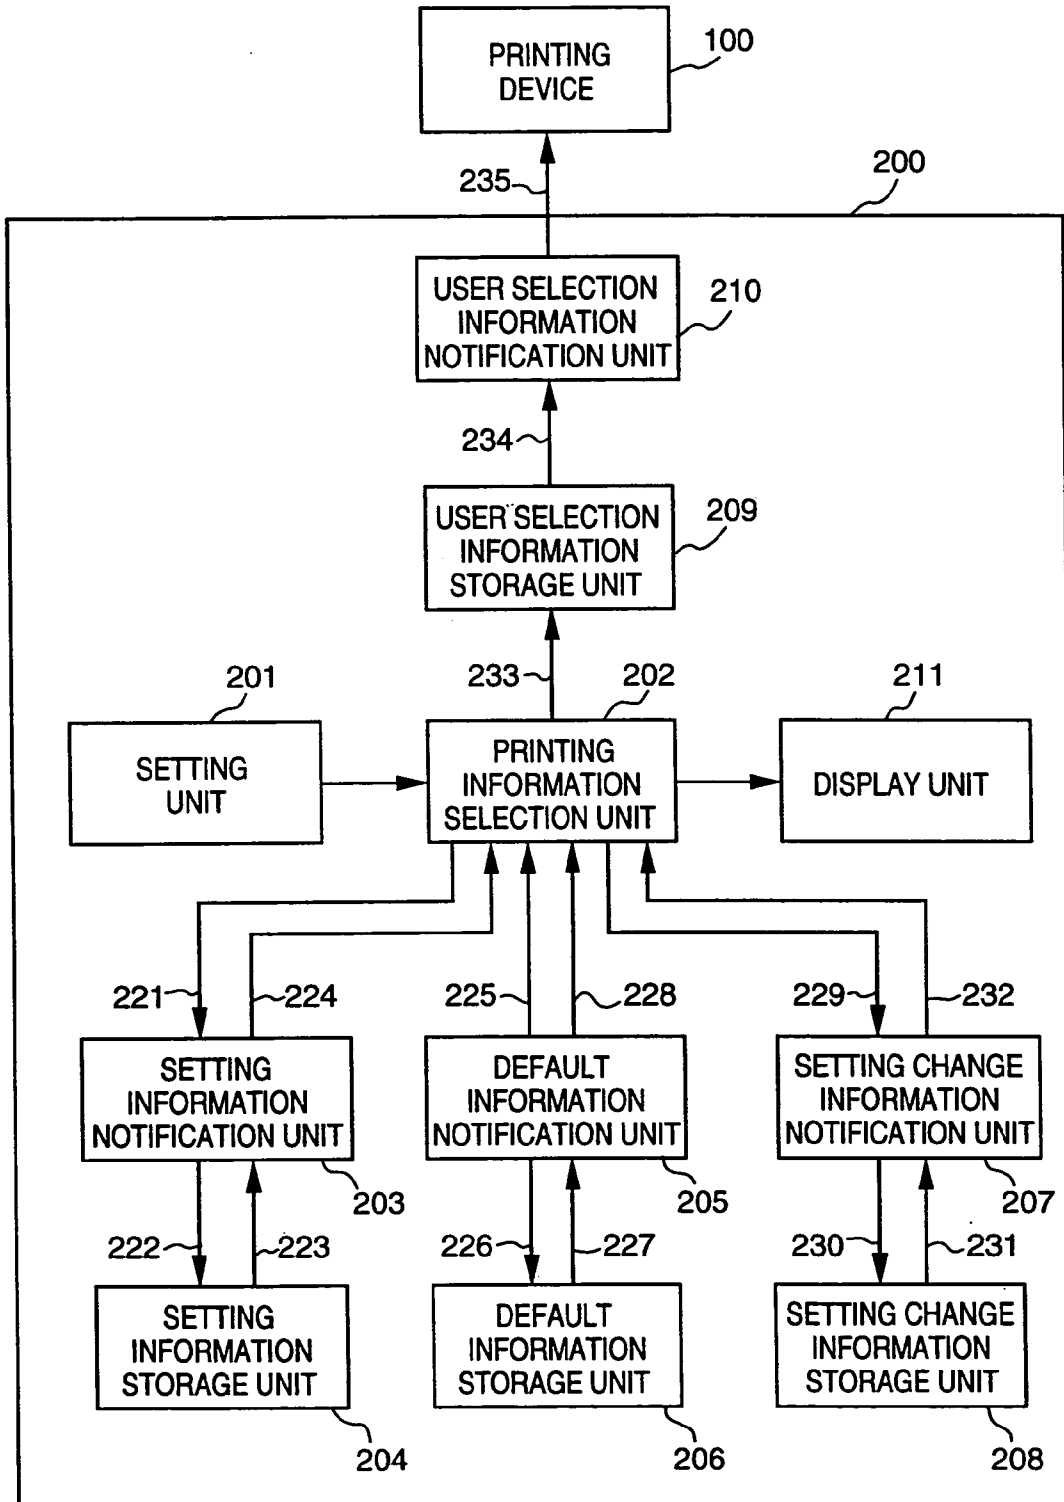 PRINTING
DEVICE
100
235
200
USER SELECTION
INFORMATION
NOTIFICATION UNIT
210
234
USER SELECTION
INFORMATION
STORAGE UNIT
209
233
201
202
211
SETTING
UNIT
PRINTING
INFORMATION
SELECTION UNIT
DISPLAY UNIT
221
224
225
228
229
232
SETTING
INFORMATION
NOTIFICATION UNIT
203
DEFAULT
INFORMATION
NOTIFICATION UNIT
205
SETTING CHANGE
INFORMATION
NOTIFICATION UNIT
207
222
223
226
227
230
231
SETTING
INFORMATION
STORAGE UNIT
204
DEFAULT
INFORMATION
STORAGE UNIT
206
SETTING CHANGE
INFORMATION
STORAGE UNIT
208